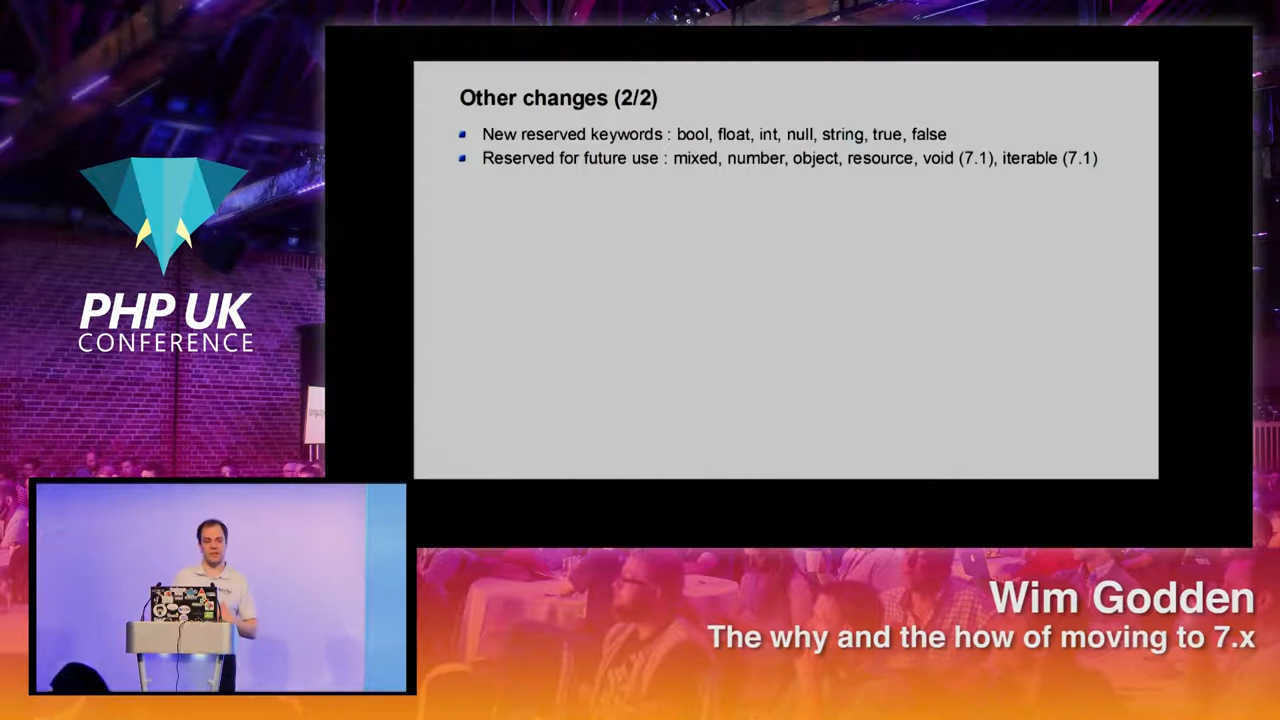 Other changes (2/2)
New reserved keywords : bool, float, int, null, string, true, false
Reserved for future use : mixed, number, object, resource, void (7.1), iterable (7.1)
PHP UK
CONFERENCE
Wim Godden
The why and the how of moving to 7.x